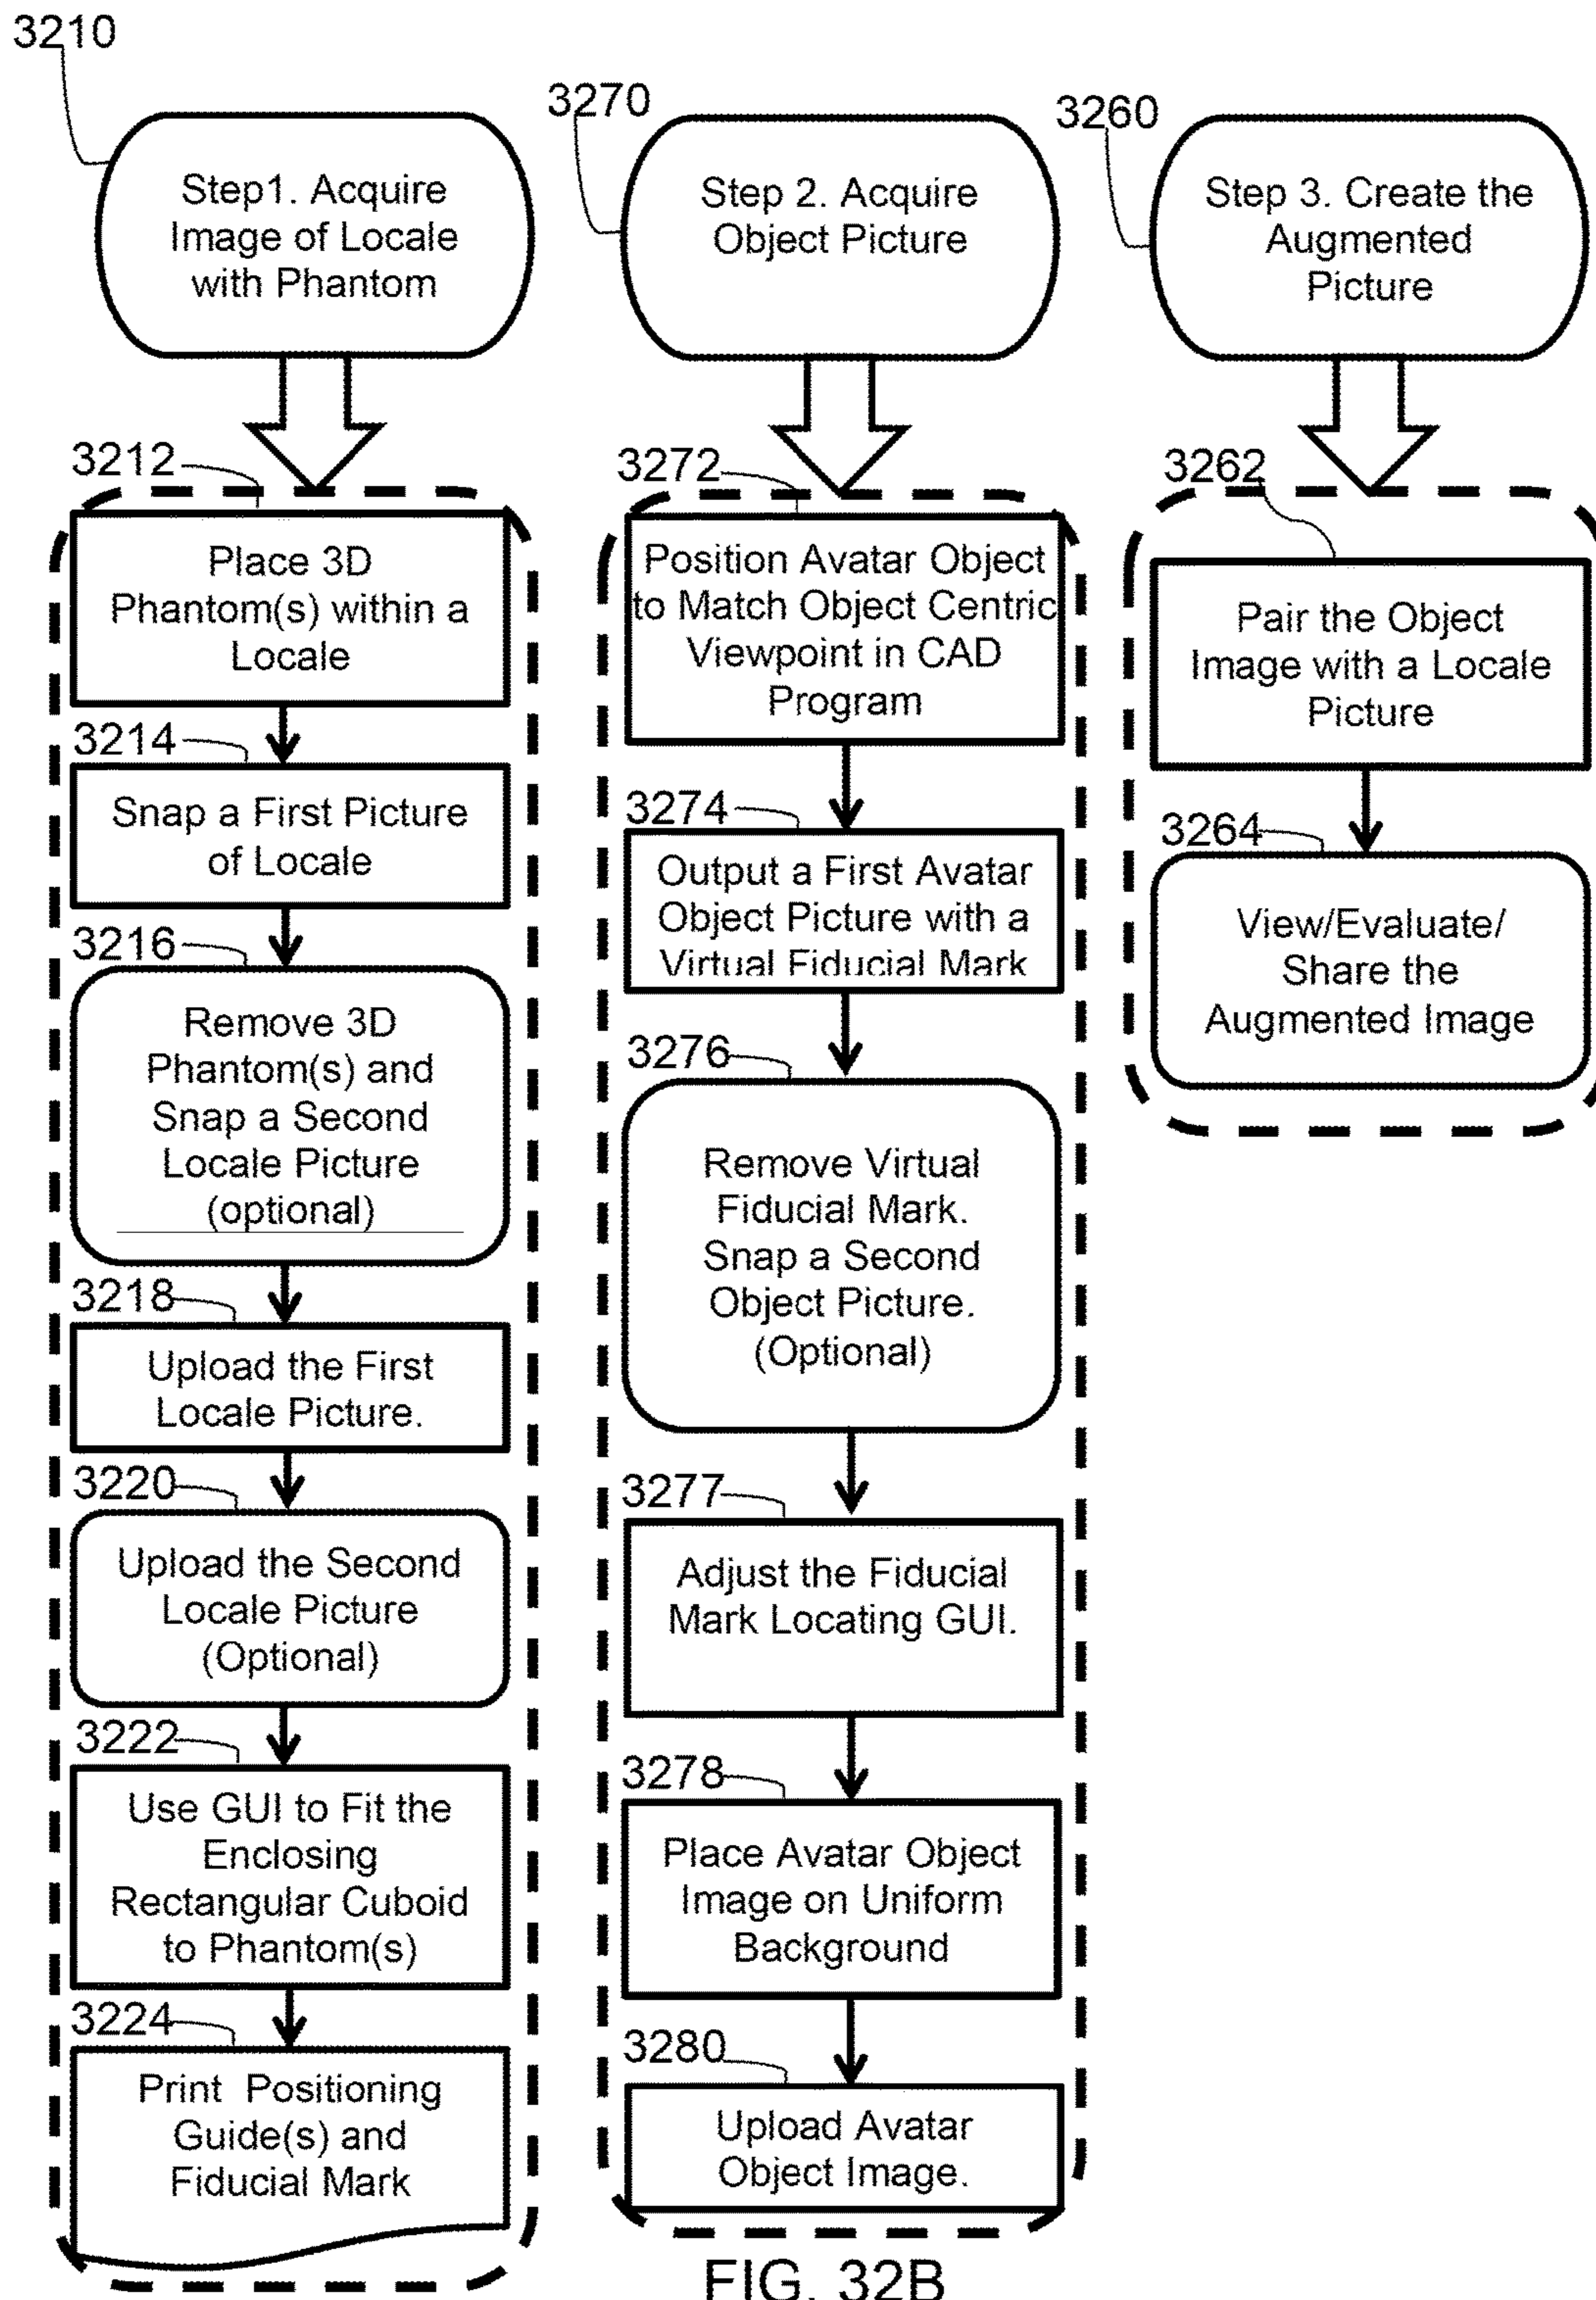 3210
Step1. Acquire
Image of Locale
with Phantom
3212
Place 3D
Phantom(s) within a
Locale
3214
Snap a First Picture
of Locale
3216
Remove 3D
Phantom(s) and
Snap a Second
Locale Picture
(optional)
3218
Upload the First
Locale Picture.
3220
Upload the Second
Locale Picture
(Optional)
3222
Use GUI to Fit the
Enclosing
Rectangular Cuboid
to Phantom(s)
3224
Print Positioning
Guide(s) and
Fiducial Mark
3270
Step 2. Acquire
Object Picture
3272
Position Avatar Object
to Match Object Centric
Viewpoint in CAD
Program
3274
Output a First Avatar
Object Picture with a
Virtual Fiducial Mark
3276
Remove Virtual
Fiducial Mark.
Snap a Second
Object Picture.
(Optional)
3277
Adjust the Fiducial
Mark Locating GUI.
3278
Place Avatar Object
Image on Uniform
Background
3280
Upload Avatar
Object Image.
3260
Step 3. Create the
Augmented
Picture
3262
Pair the Object
Image with a Locale
Picture
3264
View/Evaluate/
Share the
Augmented Image
FIG. 32B